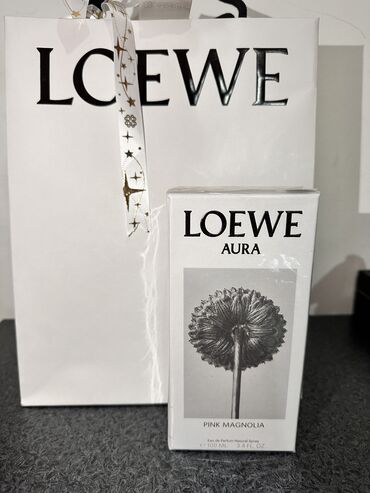 LOEWE
LOEWE
AURA
PINK MAGNOLIA
Eau de Parfum Natural Spray
e 100 ML 3.4 FL. OZ.